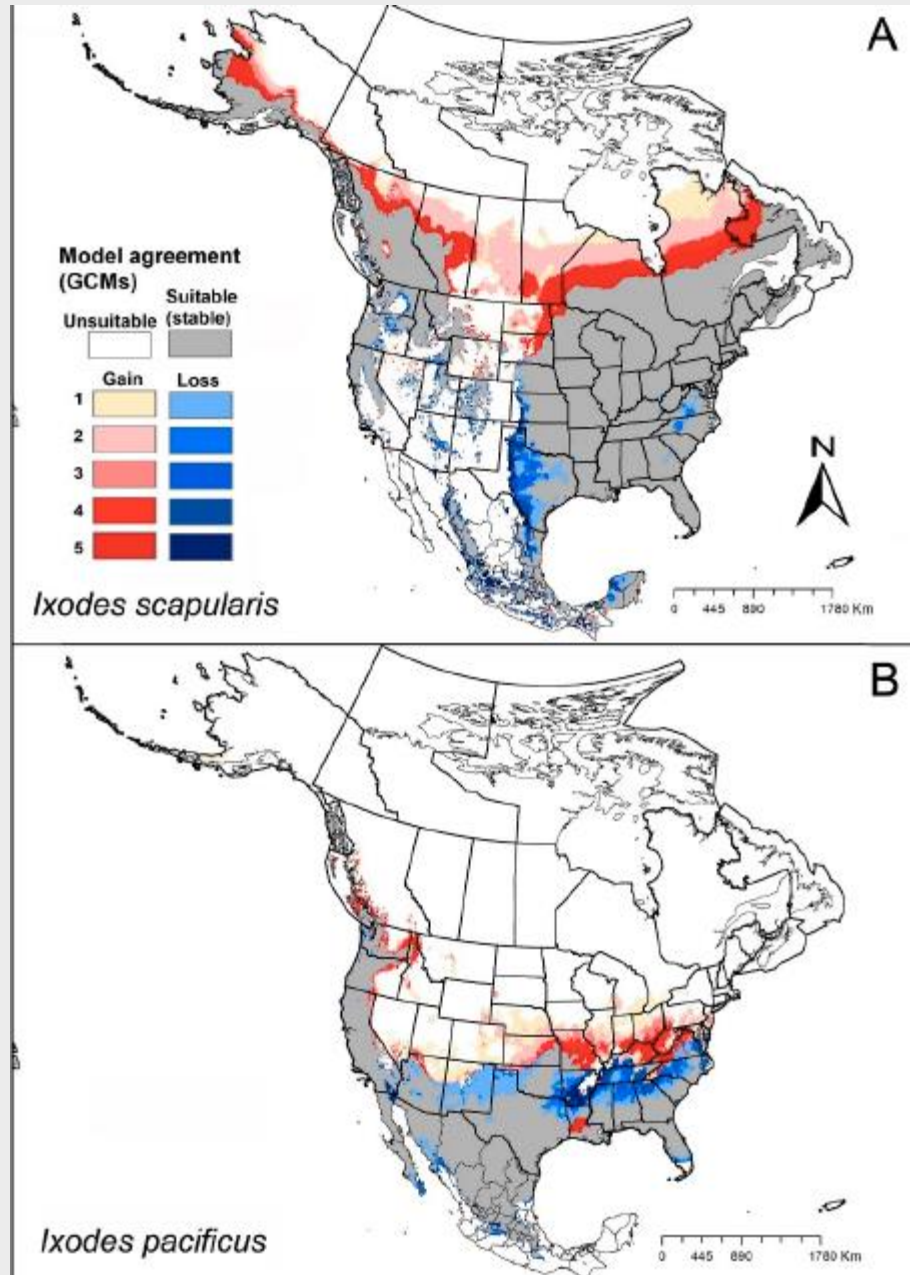 A
Model agreement
(GCMs)
Unsuitable
Suitable
(stable)
Gain
Loss
1
2
3
4
5
N
Ixodes scapularis
0 445 890 1780 Km
B
Ixodes pacificus
0 445 890 1780 Km